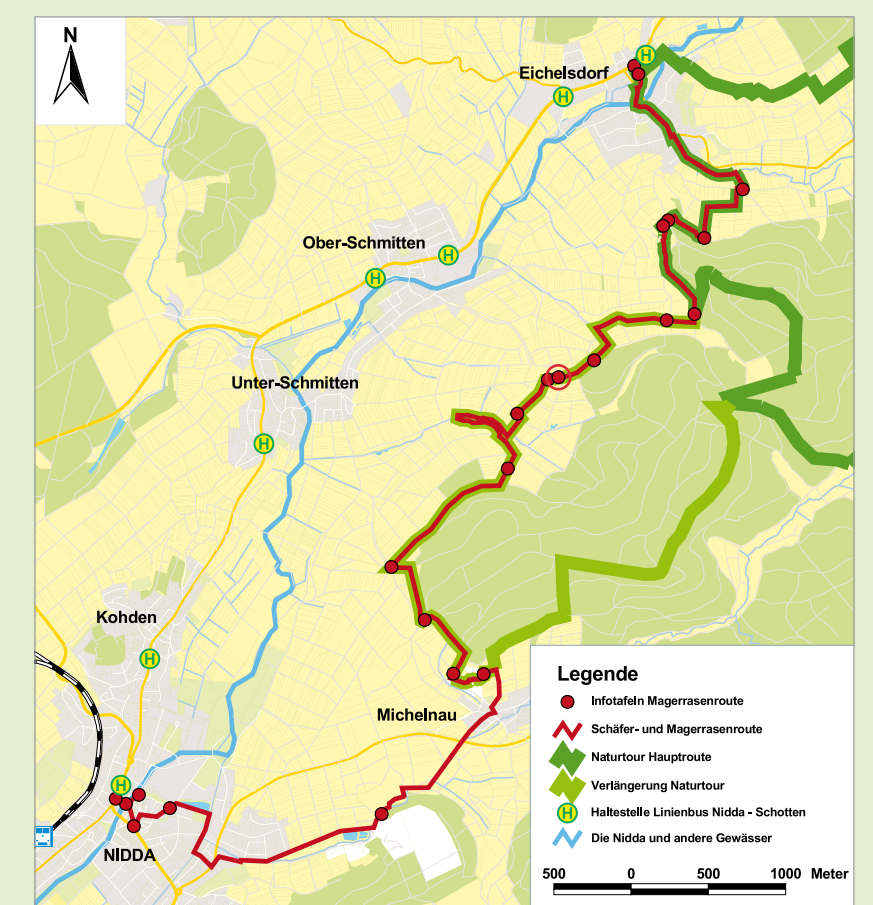 N
Eichelsdorf
H
H
Ober-Schmitten
H
H
Unter-Schmitten
H
Kohden
H
Michelnau
H
NIDDA
Legende
Infotafeln Magerrasenroute
Schäfer- und Magerrasenroute
Naturtour Hauptroute
Verlängerung Naturtour
H Haltestelle Linienbus Nidda - Schotten
Die Nidda und andere Gewässer
500 0 500 1000 Meter